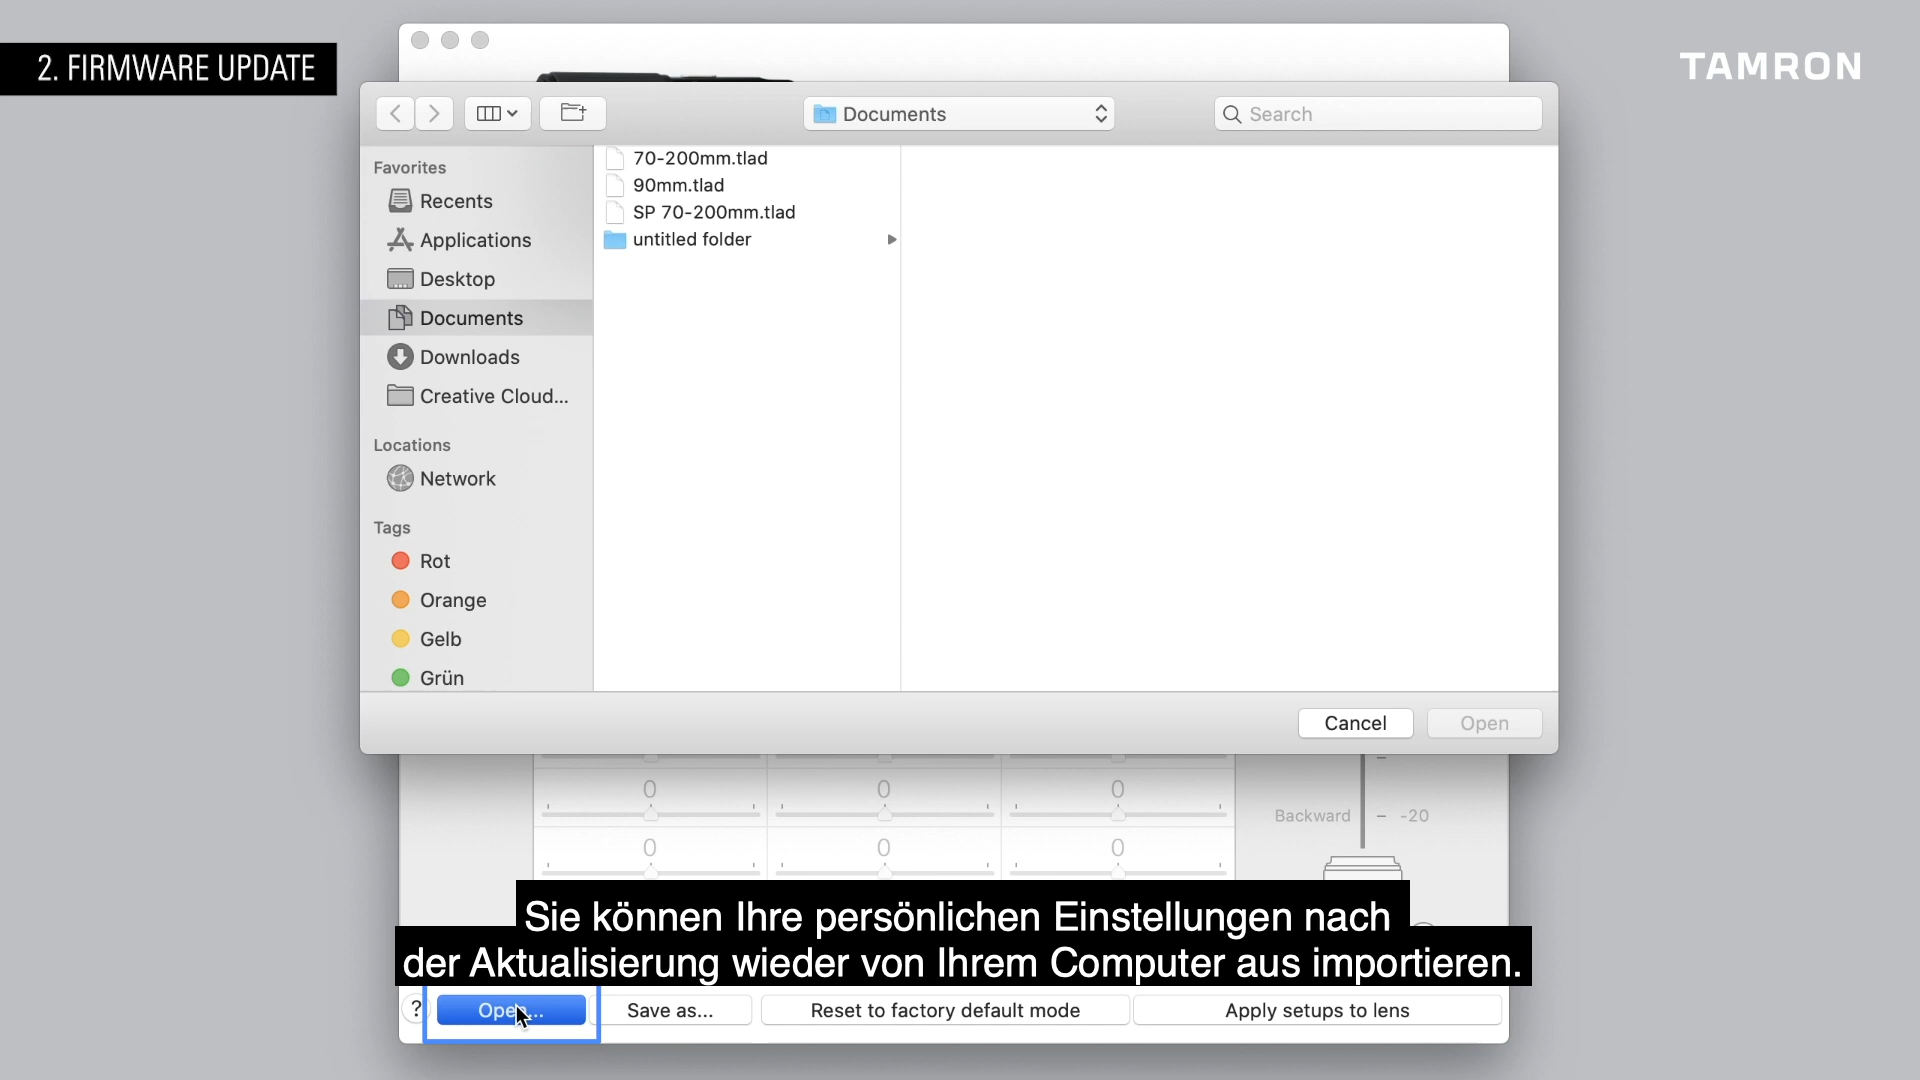 2. FIRMWARE UPDATE
TAMRON
Documents
Search
Favorites
Recents
Applications
Desktop
Documents
Downloads
Creative Cloud...
Locations
Network
Tags
Rot
Orange
Gelb
Grün
70-200mm.tlad
90mm.tlad
SP 70-200mm.tlad
untitled folder
Cancel
Open
0 0 0
Backward - -20
0 0 0
Sie können Ihre persönlichen Einstellungen nach
der Aktualisierung wieder von Ihrem Computer aus importieren.
?
Open...
Save as...
Reset to factory default mode
Apply setups to lens